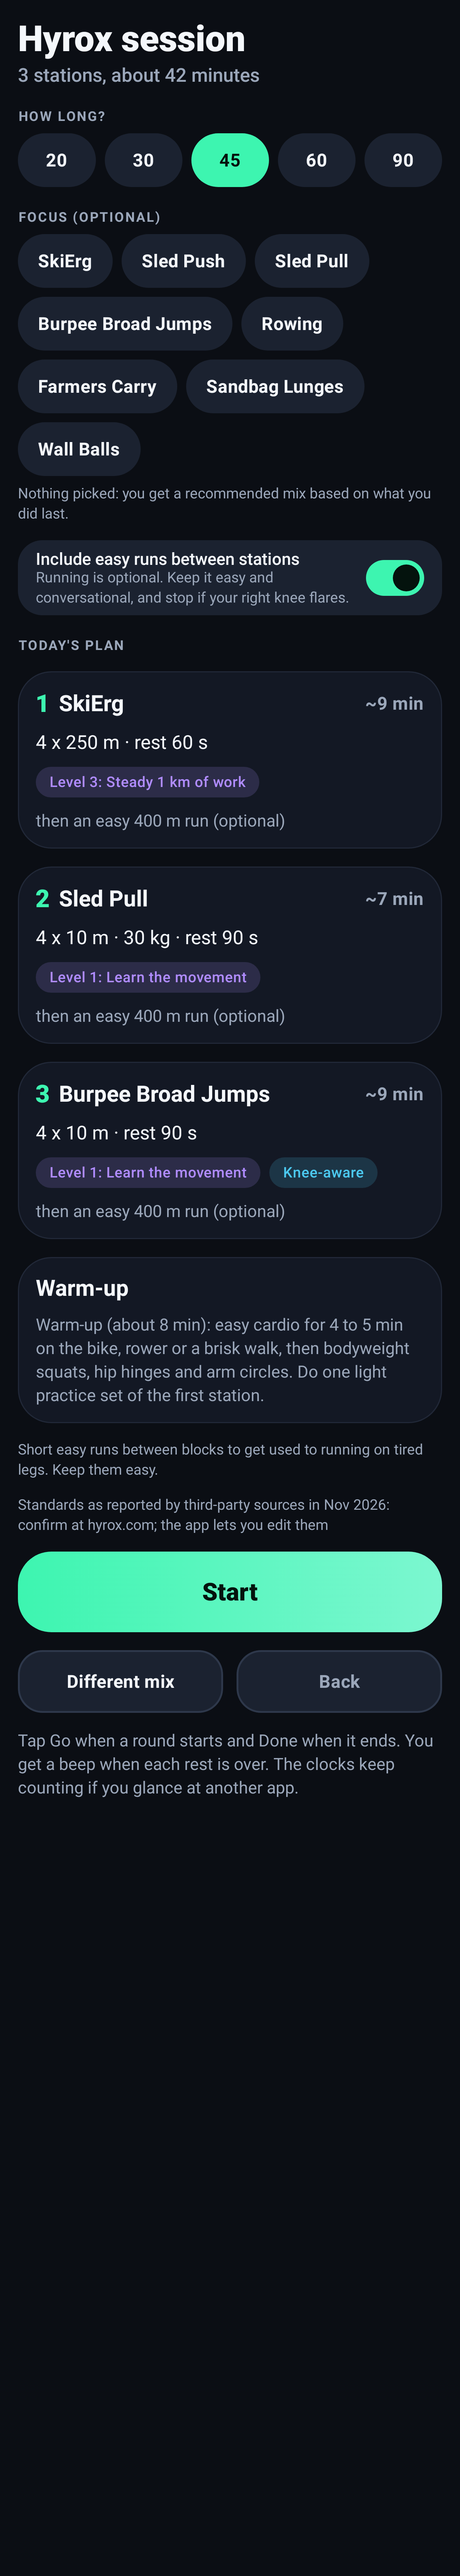 Hyrox session
3 stations, about 42 minutes
HOW LONG?
20 30 45 60 90
FOCUS (OPTIONAL)
SkiErg Sled Push Sled Pull
Burpee Broad Jumps Rowing
Farmers Carry Sandbag Lunges
Wall Balls
Nothing picked: you get a recommended mix based on what you
did last.
Include easy runs between stations
Running is optional. Keep it easy and
conversational, and stop if your right knee flares.
TODAY'S PLAN
1 SkiErg ~9 min
4 x 250 m · rest 60 s
Level 3: Steady 1 km of work
then an easy 400 m run (optional)
2 Sled Pull ~7 min
4 x 10 m · 30 kg · rest 90 s
Level 1: Learn the movement
then an easy 400 m run (optional)
3 Burpee Broad Jumps ~9 min
4 x 10 m · rest 90 s
Level 1: Learn the movement Knee-aware
then an easy 400 m run (optional)
Warm-up
Warm-up (about 8 min): easy cardio for 4 to 5 min
on the bike, rower or a brisk walk, then bodyweight
squats, hip hinges and arm circles. Do one light
practice set of the first station.
Short easy runs between blocks to get used to running on tired
legs. Keep them easy.
Standards as reported by third-party sources in Nov 2026:
confirm at hyrox.com; the app lets you edit them
Start
Different mix Back
Tap Go when a round starts and Done when it ends. You
get a beep when each rest is over. The clocks keep
counting if you glance at another app.